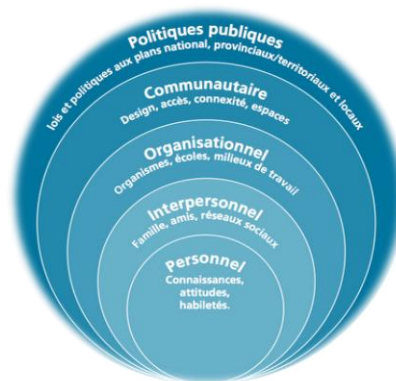 Politiques publiques
lois et politiques aux plans national, provinciaux/territoriaux et locaux
Communautaire
Design, accès, connexité, espaces
Organisationnel
Organismes, écoles, milieux de travail
Interpersonnel
Famille, amis, réseaux sociaux
Personnel
Connaissances,
attitudes,
habiletés.